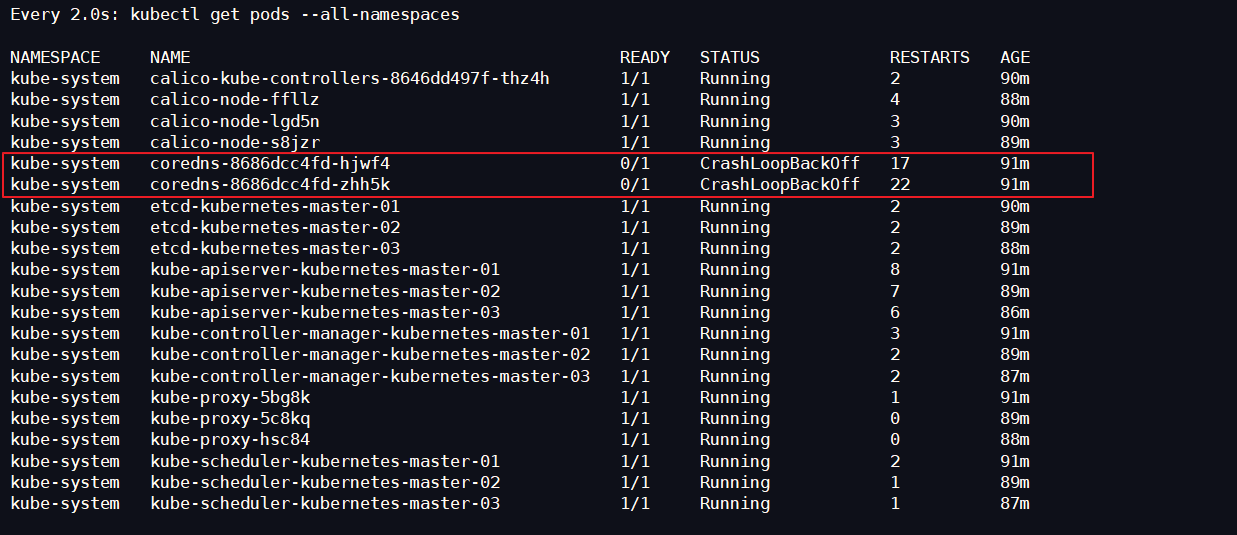 Every 2.0s: kubectl get pods --all-namespaces
NAMESPACE     NAME                                           READY   STATUS             RESTARTS   AGE
kube-system   calico-kube-controllers-8646dd497f-thz4h       1/1     Running            2          90m
kube-system   calico-node-ffllz                              1/1     Running            4          88m
kube-system   calico-node-lgd5n                              1/1     Running            3          90m
kube-system   calico-node-s8jzr                              1/1     Running            3          89m
kube-system   coredns-8686dcc4fd-hjwf4                       0/1     CrashLoopBackOff   17         91m
kube-system   coredns-8686dcc4fd-zhh5k                       0/1     CrashLoopBackOff   22         91m
kube-system   etcd-kubernetes-master-01                      1/1     Running            2          90m
kube-system   etcd-kubernetes-master-02                      1/1     Running            2          89m
kube-system   etcd-kubernetes-master-03                      1/1     Running            2          88m
kube-system   kube-apiserver-kubernetes-master-01            1/1     Running            8          91m
kube-system   kube-apiserver-kubernetes-master-02            1/1     Running            7          89m
kube-system   kube-apiserver-kubernetes-master-03            1/1     Running            6          86m
kube-system   kube-controller-manager-kubernetes-master-01   1/1     Running            3          91m
kube-system   kube-controller-manager-kubernetes-master-02   1/1     Running            2          89m
kube-system   kube-controller-manager-kubernetes-master-03   1/1     Running            2          87m
kube-system   kube-proxy-5bg8k                               1/1     Running            1          91m
kube-system   kube-proxy-5c8kq                               1/1     Running            0          89m
kube-system   kube-proxy-hsc84                               1/1     Running            0          88m
kube-system   kube-scheduler-kubernetes-master-01            1/1     Running            2          91m
kube-system   kube-scheduler-kubernetes-master-02            1/1     Running            1          89m
kube-system   kube-scheduler-kubernetes-master-03            1/1     Running            1          87m